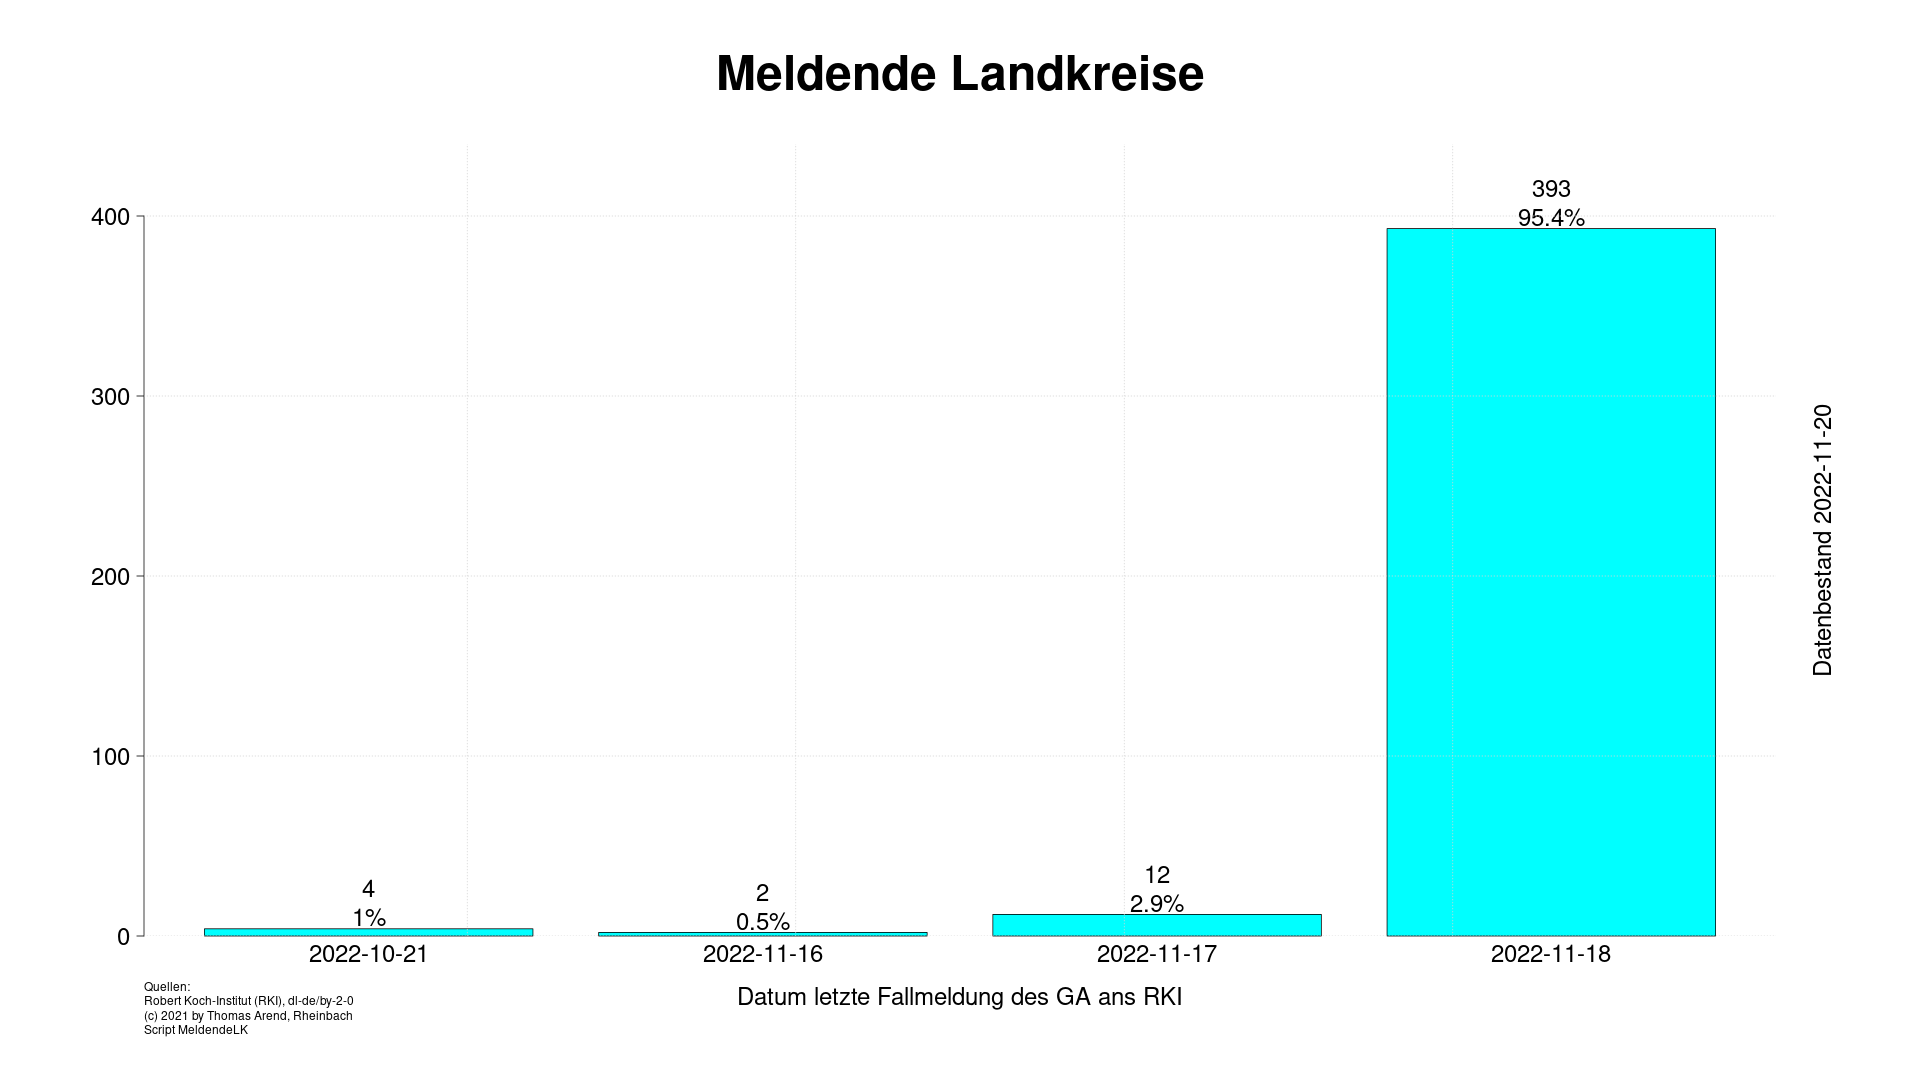 Meldende Landkreise
393
95.4%
400
300
200
100
0
4
1%
2
0.5%
12
2.9%
2022-10-21
2022-11-16
2022-11-17
2022-11-18
Datum letzte Fallmeldung des GA ans RKI
Datenbestand 2022-11-20
Quellen:
Robert Koch-Institut (RKI), dl-de/by-2-0
(c) 2021 by Thomas Arend, Rheinbach
Script MeldendeLK